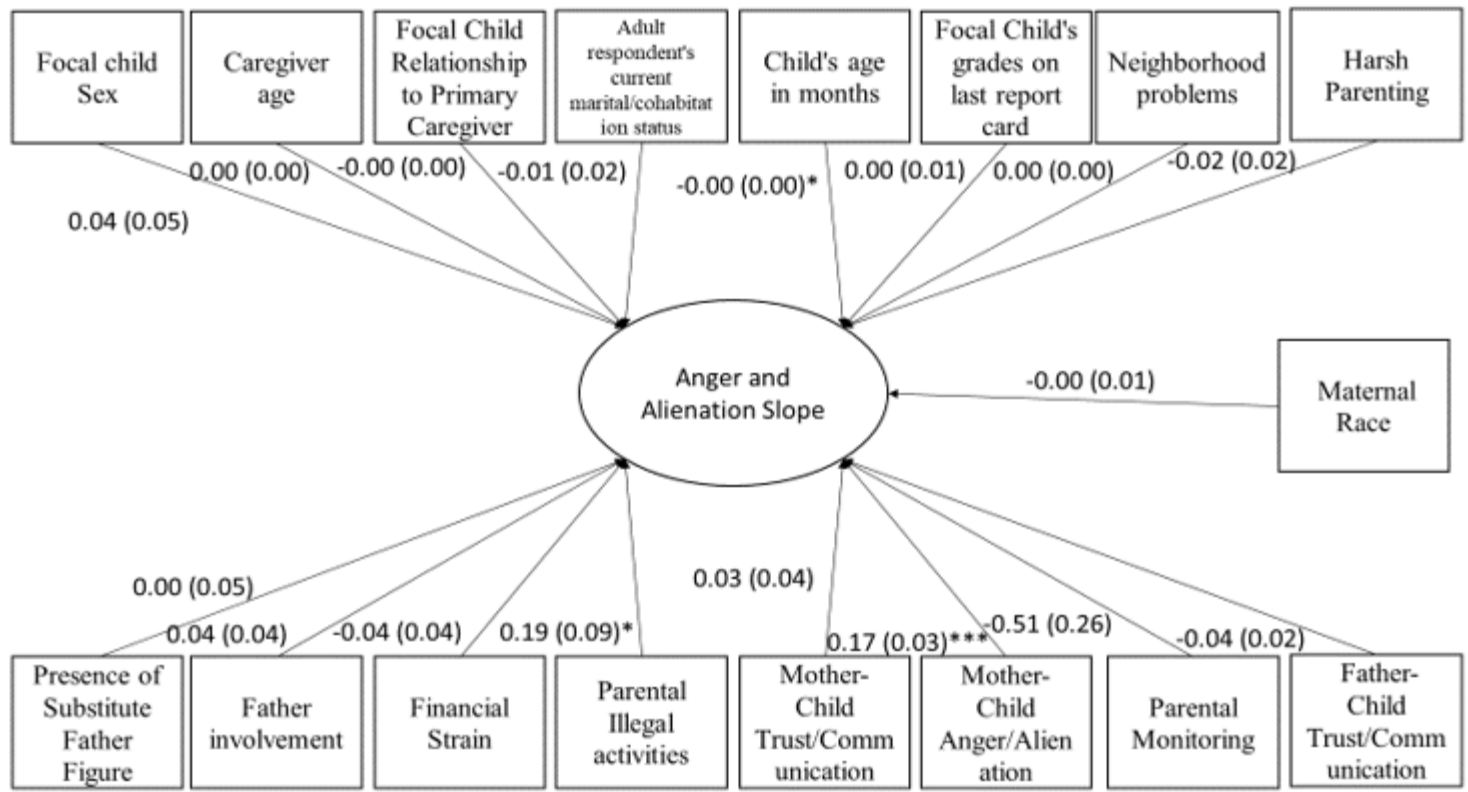 Focal child
Sex
Caregiver
age
Focal Child
Relationship
to Primary
Caregiver
Adult
respondent's
current
marital/cohabitat
ion status
Child's age
in months
Focal Child's
grades on
last report
card
Neighborhood
problems
Harsh
Parenting
0.04 (0.05)
0.00 (0.00)
-0.00 (0.00)
-0.01 (0.02)
-0.00 (0.00)*
0.00 (0.01)
0.00 (0.00)
-0.02 (0.02)
Anger and
Alienation Slope
-0.00 (0.01)
Maternal
Race
0.00 (0.05)
0.04 (0.04)
-0.04 (0.04)
0.19 (0.09)*
0.03 (0.04)
0.17 (0.03)***
-0.51 (0.26)
-0.04 (0.02)
Presence of
Substitute
Father
Figure
Father
involvement
Financial
Strain
Parental
Illegal
activities
Mother-
Child
Trust/Comm
unication
Mother-
Child
Anger/Alien
ation
Parental
Monitoring
Father-
Child
Trust/Comm
unication